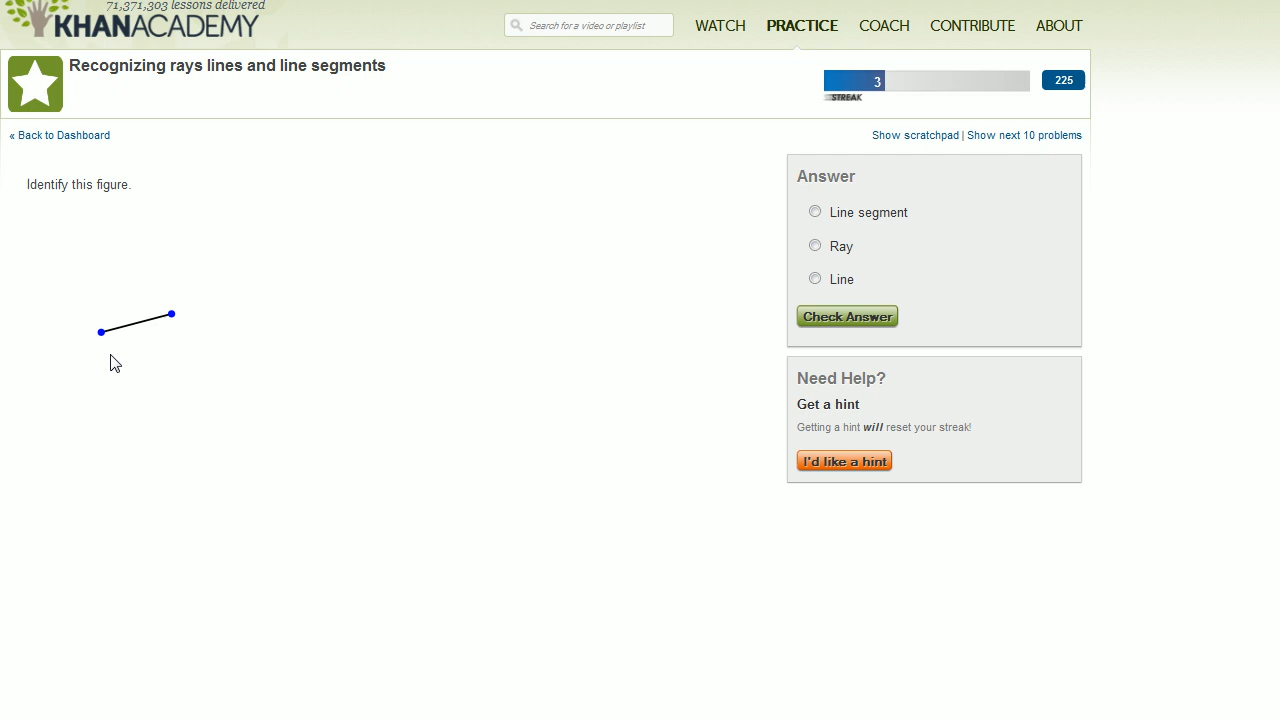 71,371,303 lessons delivered
KHANACADEMY
Search for a video or playlist
WATCH PRACTICE COACH CONTRIBUTE ABOUT
Recognizing rays lines and line segments
3
STREAK
225
« Back to Dashboard
Show scratchpad | Show next 10 problems
Identify this figure.
Answer
Line segment
Ray
Line
Check Answer
Need Help?
Get a hint
Getting a hint will reset your streak!
I'd like a hint